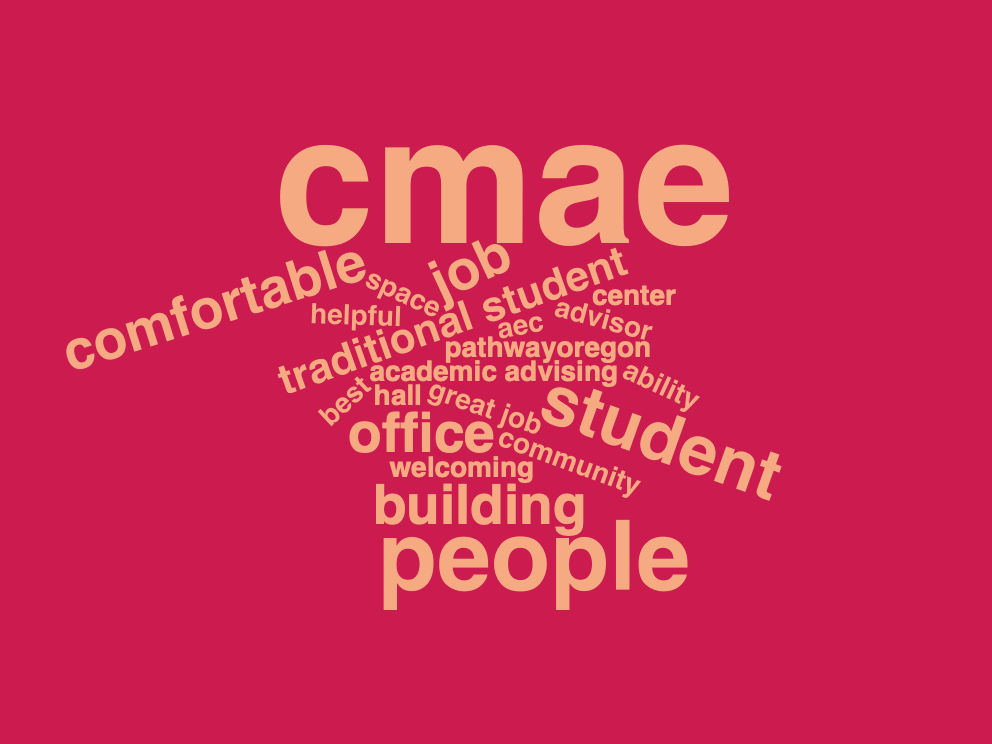 cmae
comfortable
space
job
helpful
traditional student
center
aec
advisor
pathwayoregon
academic advising
ability
best
hall
great job
student
office
community
welcoming
building
people